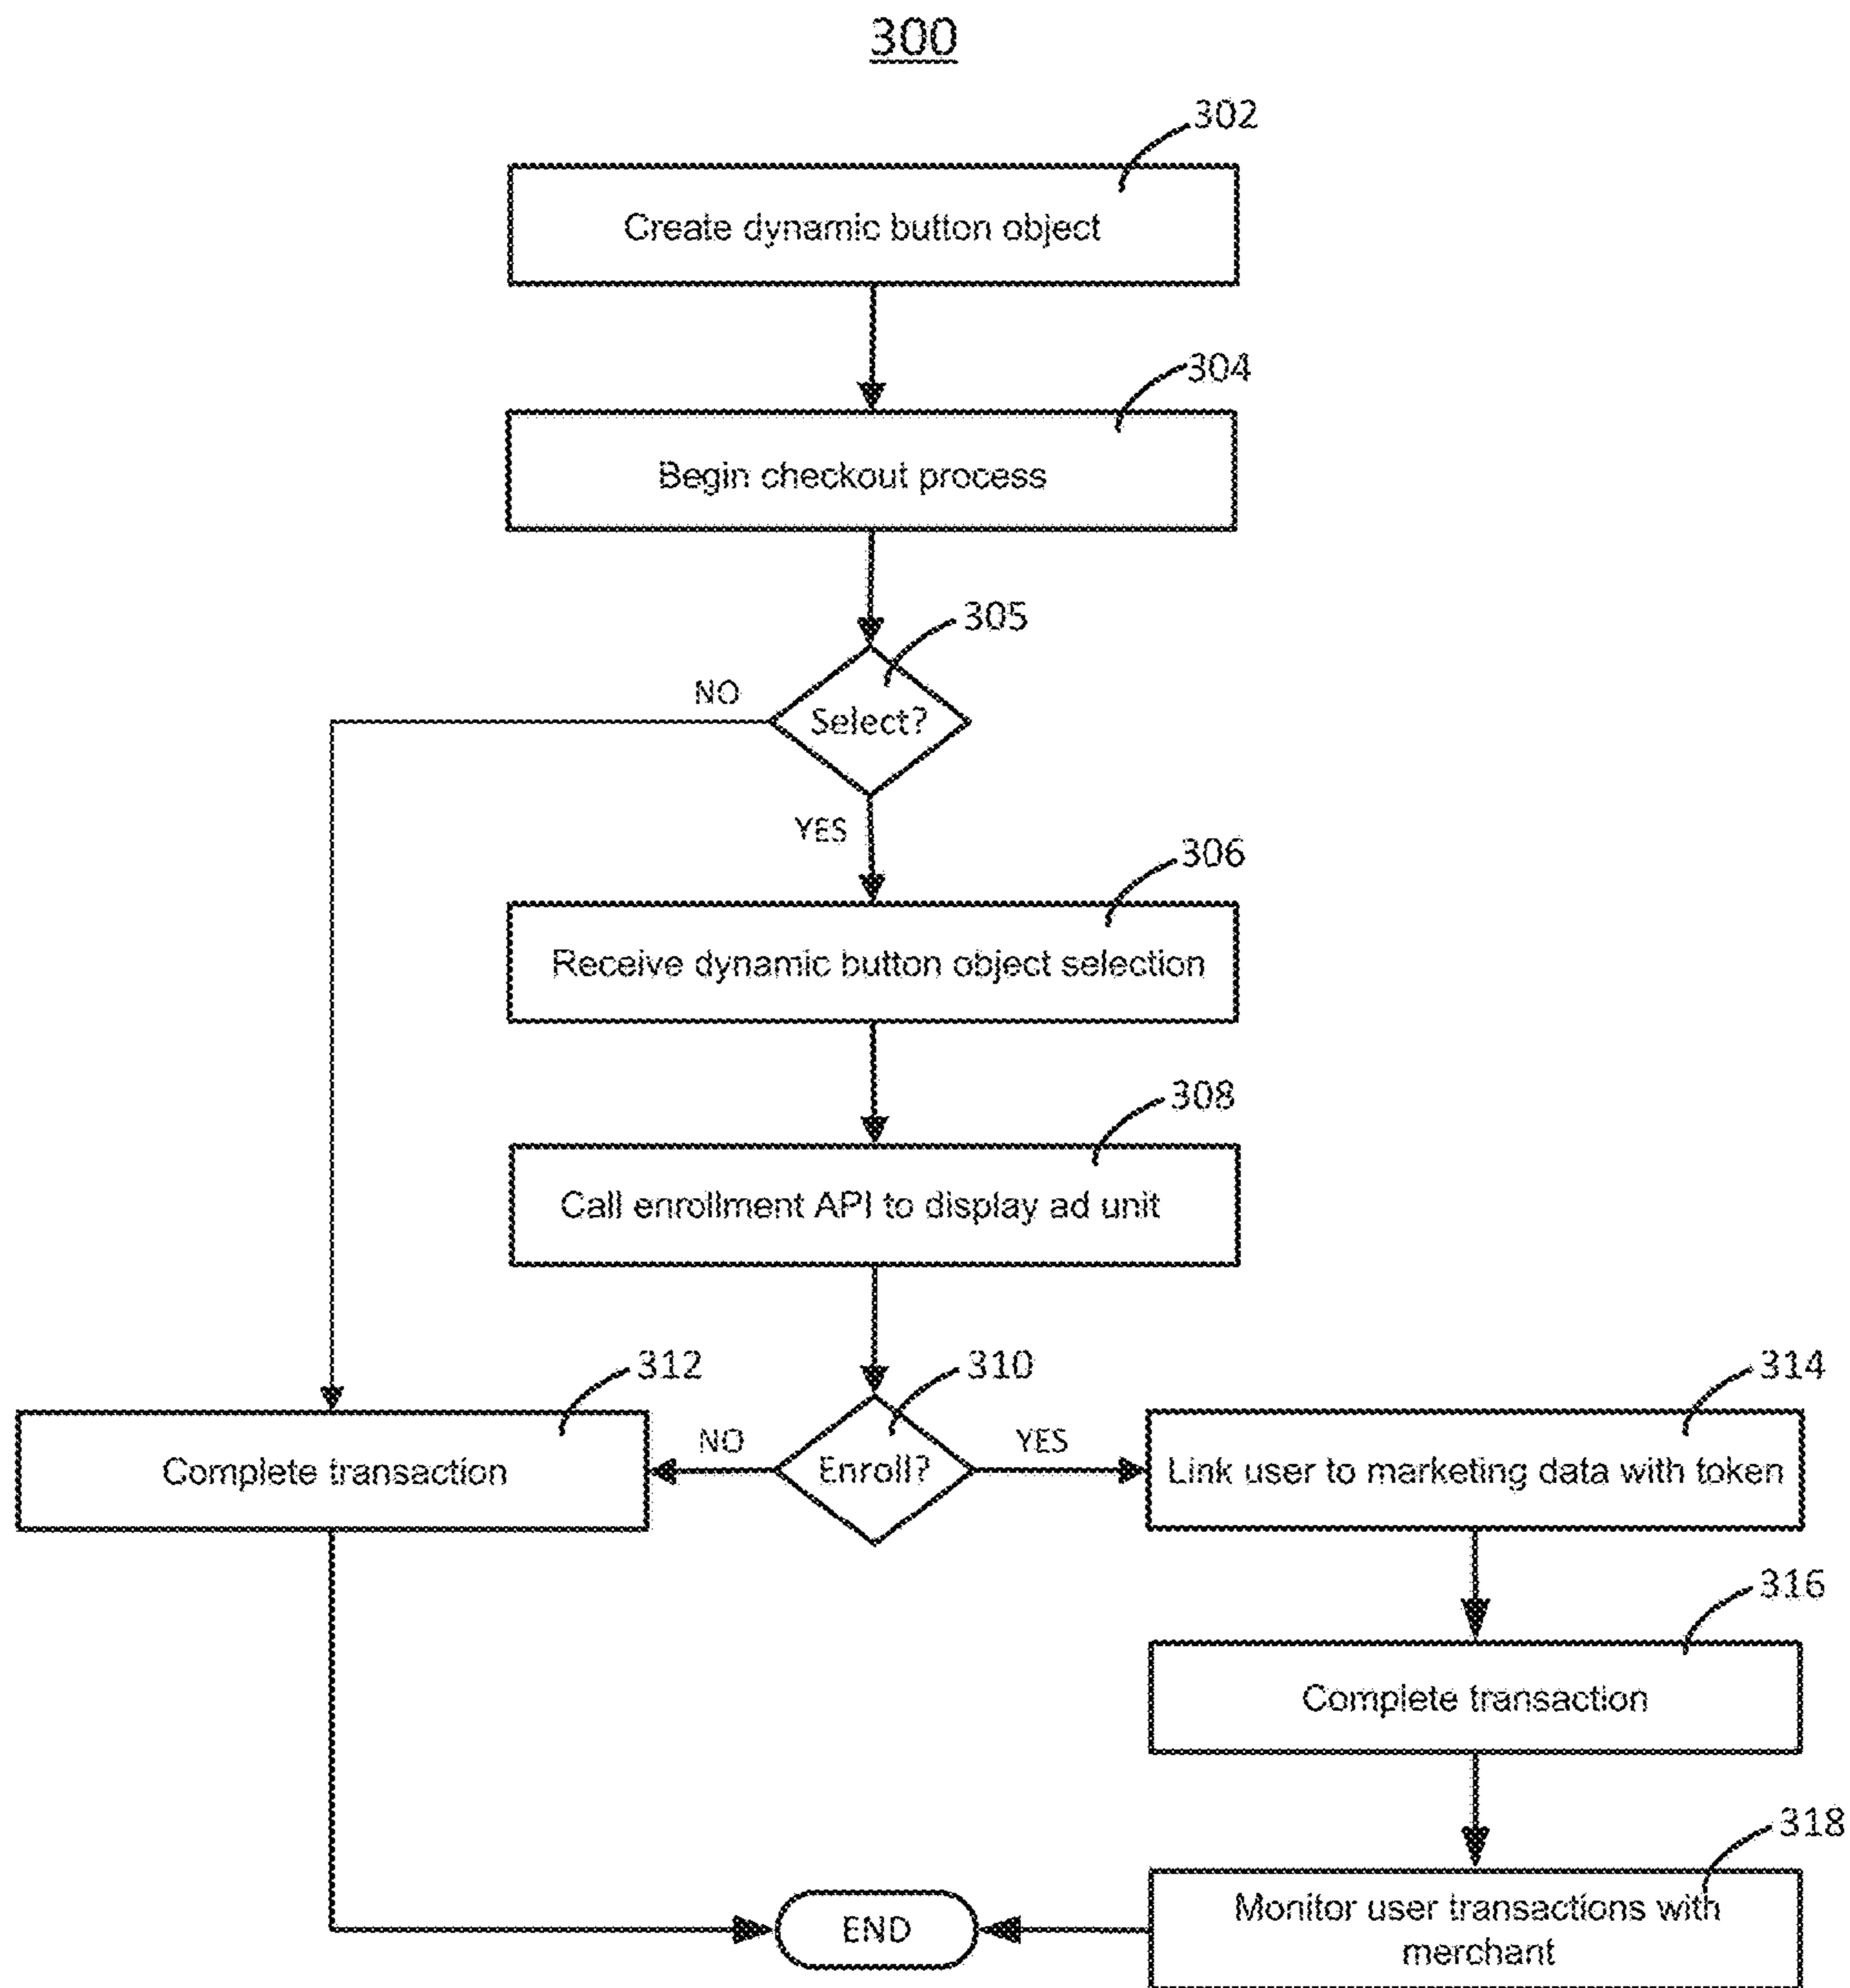 300
302
Create dynamic button object
304
Begin checkout process
305
NO
Select?
YES
306
Receive dynamic button object selection
308
Call enrollment API to display ad unit
312
310
314
Complete transaction
NO
Enroll?
YES
Link user to marketing data with token
316
Complete transaction
318
Monitor user transactions with
merchant
END